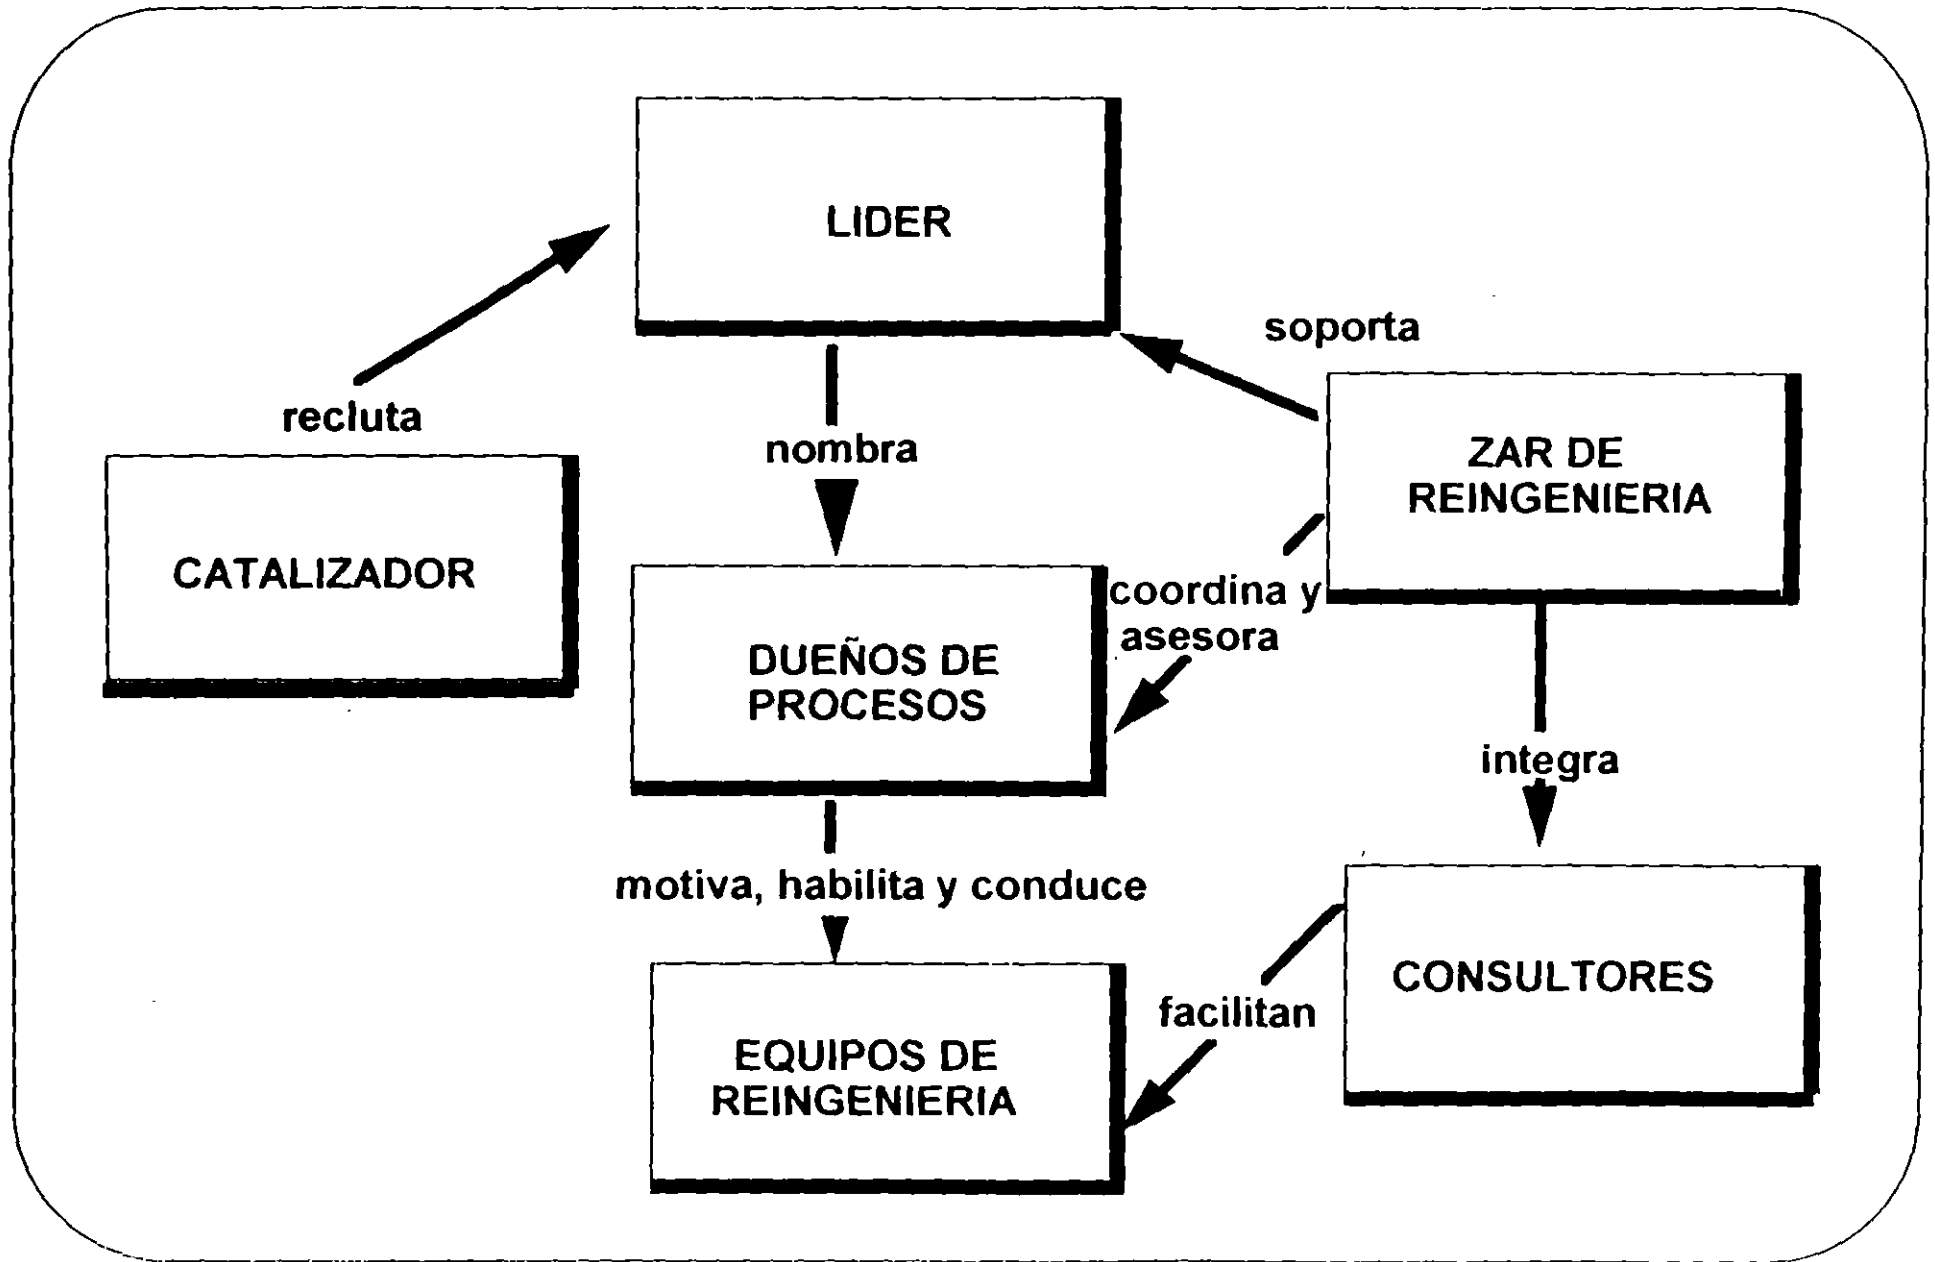 LIDER
soporta
recluta
nombra
ZAR DE
REINGENIERIA
CATALIZADOR
coordina y
asesora
DUEÑOS DE
PROCESOS
integra
motiva, habilita y conduce
CONSULTORES
facilitan
EQUIPOS DE
REINGENIERIA